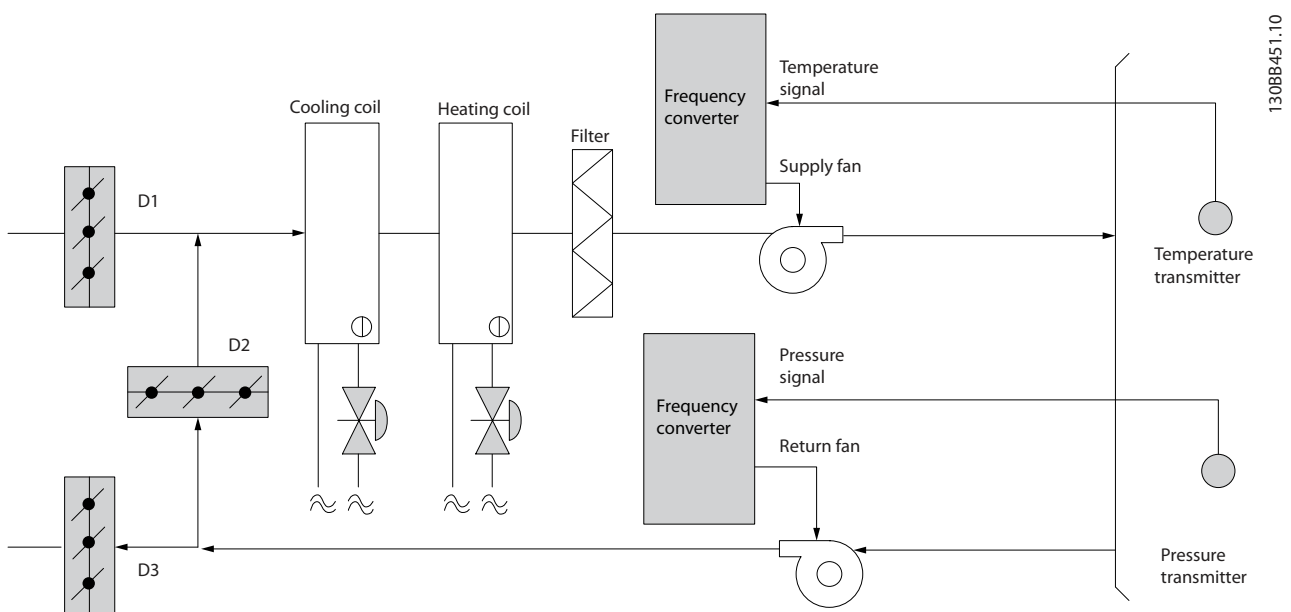 130BB451.10
Temperature
signal
Frequency
converter
Cooling coil
Heating coil
Filter
Supply fan
D1
Temperature
transmitter
D2
Pressure
signal
Frequency
converter
Return fan
D3
Pressure
transmitter